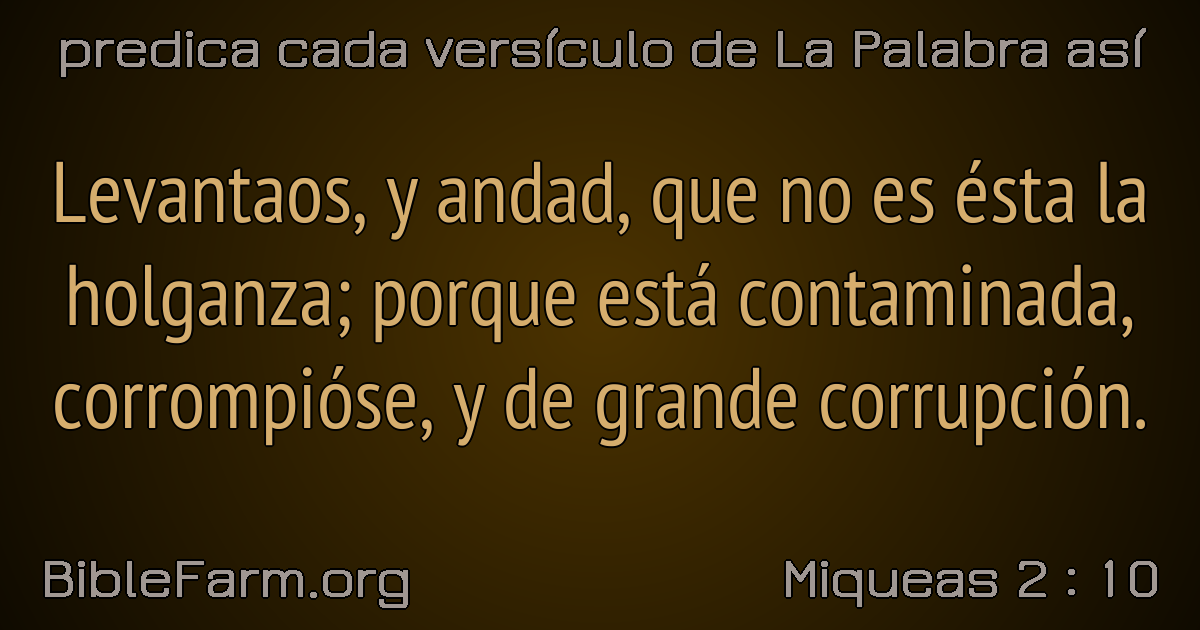 predica cada versículo de La Palabra así
Levantaos, y andad, que no es ésta la
holganza; porque está contaminada,
corrompióse, y de grande corrupción.
BibleFarm.org
Miqueas 2 : 10